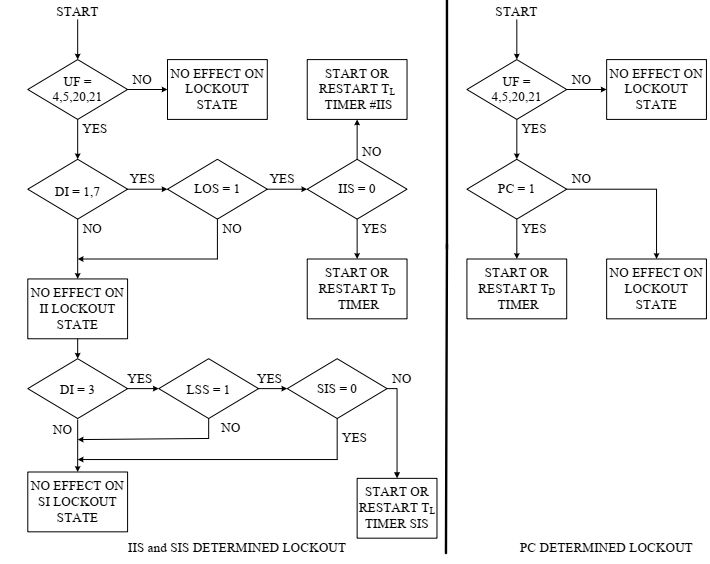 START
UF =
4,5,20,21
NO
NO EFFECT ON
LOCKOUT
STATE
YES
START OR
RESTART TL
TIMER #IIS
NO
DI = 1,7
YES
LOS = 1
YES
IIS = 0
NO
NO
YES
START OR
RESTART TD
TIMER
NO EFFECT ON
II LOCKOUT
STATE
DI = 3
YES
LSS = 1
YES
SIS = 0
NO
NO
NO
YES
NO EFFECT ON
SI LOCKOUT
STATE
START OR
RESTART TL
TIMER SIS
IIS and SIS DETERMINED LOCKOUT
START
UF =
4,5,20,21
NO
NO EFFECT ON
LOCKOUT
STATE
YES
PC = 1
NO
YES
START OR
RESTART TD
TIMER
NO EFFECT ON
LOCKOUT
STATE
PC DETERMINED LOCKOUT